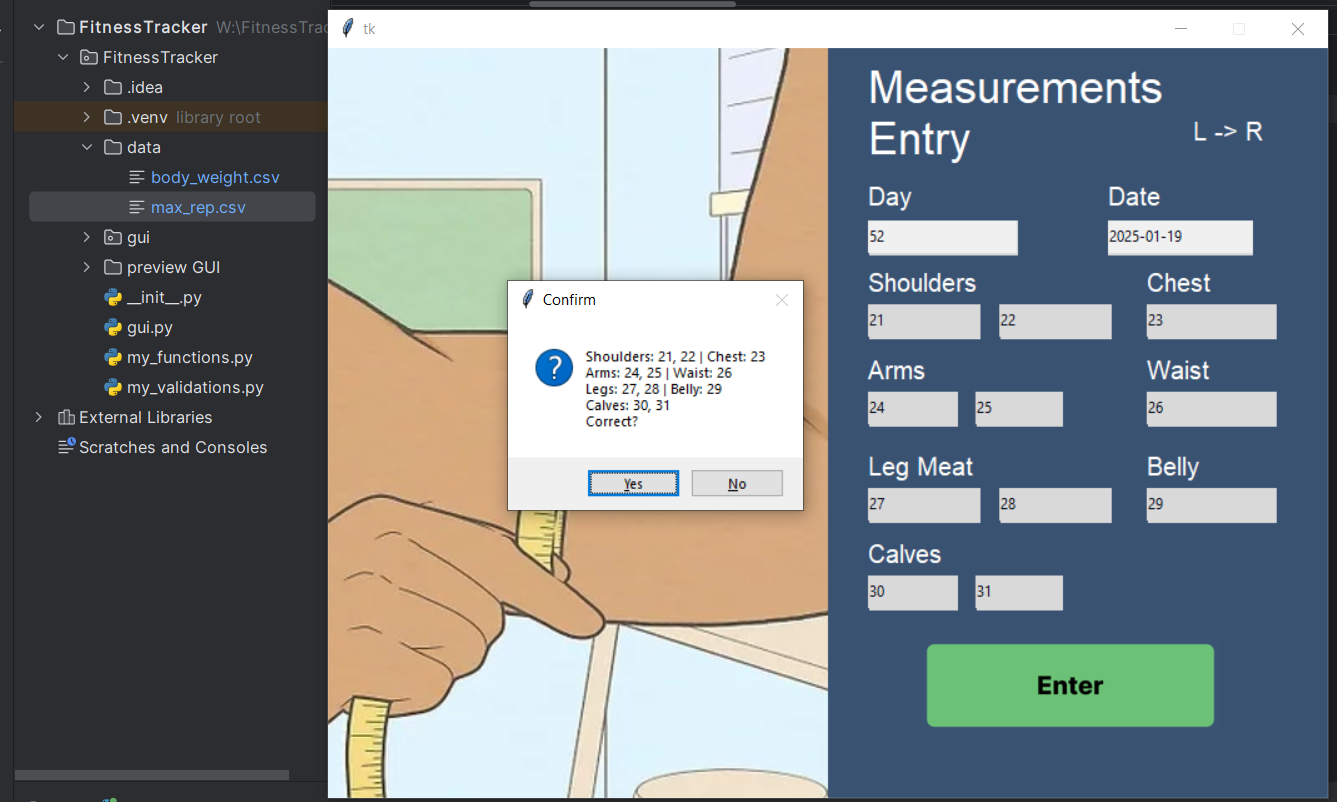 FitnessTracker W:\FitnessTrac
FitnessTracker
.idea
.venv library root
data
body_weight.csv
max_rep.csv
gui
preview GUI
__init__.py
gui.py
my_functions.py
my_validations.py
External Libraries
Scratches and Consoles
tk
Measurements
Entry
L -> R
Day Date
52 2025-01-19
Shoulders Chest
21 22 23
Arms Waist
24 25 26
Leg Meat Belly
27 28 29
Calves
30 31
Enter
Confirm
Shoulders: 21, 22 | Chest: 23
Arms: 24, 25 | Waist: 26
Legs: 27, 28 | Belly: 29
Calves: 30, 31
Correct?
Yes No